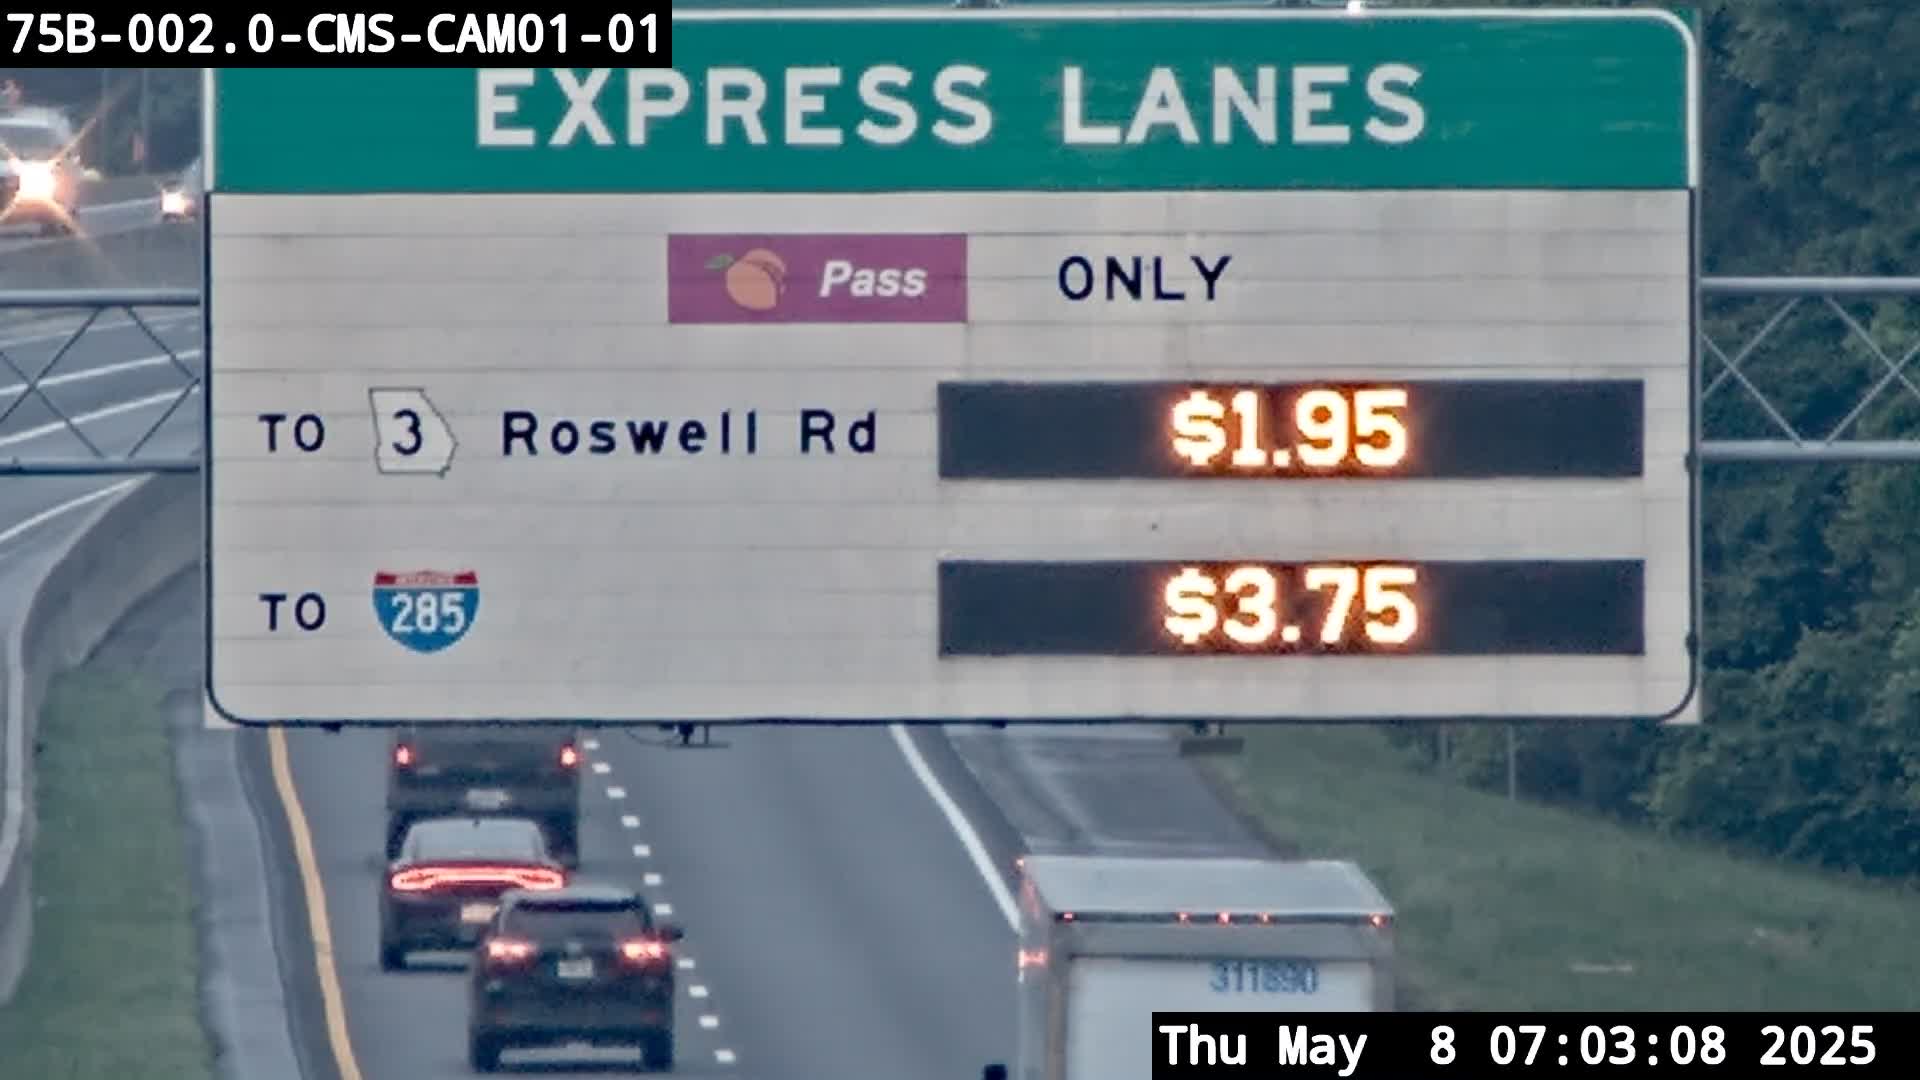 75B-002.0-CMS-CAM01-01
EXPRESS LANES
Pass ONLY
TO 3 Roswell Rd $1.95
TO 285 $3.75
311890
Thu May 8 07:03:08 2025